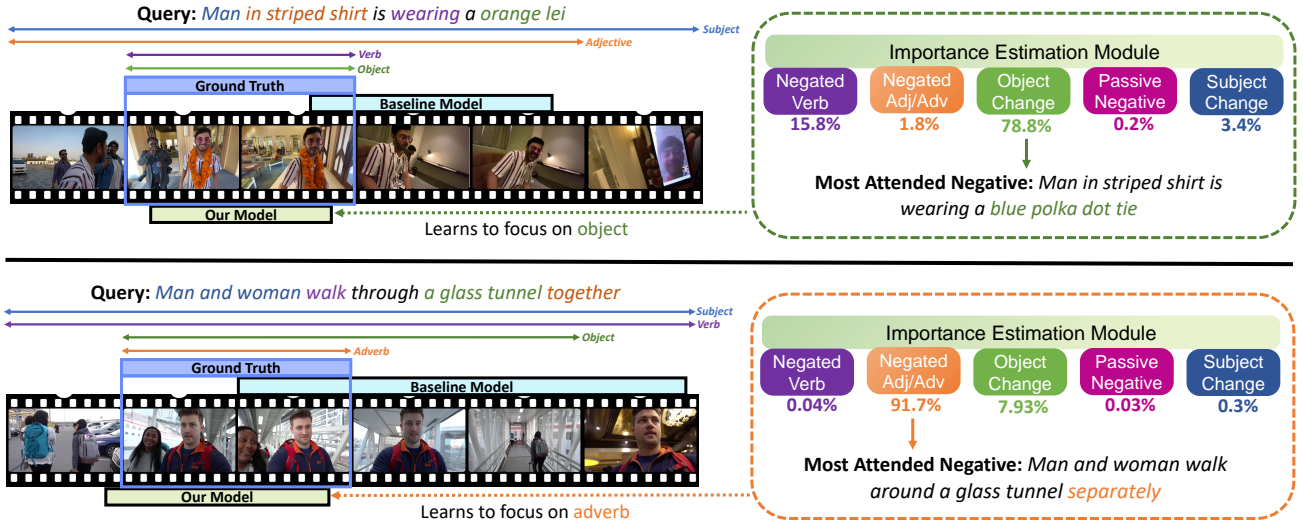 Query: Man in striped shirt is wearing a orange lei
Subject
Adjective
Verb
Object
Ground Truth
Baseline Model
Our Model
Learns to focus on object
Importance Estimation Module
Negated Verb
Negated Adj/Adv
Object Change
Passive Negative
Subject Change
15.8%
1.8%
78.8%
0.2%
3.4%
Most Attended Negative: Man in striped shirt is
wearing a blue polka dot tie
Query: Man and woman walk through a glass tunnel together
Subject
Verb
Object
Adverb
Ground Truth
Baseline Model
Our Model
Learns to focus on adverb
Importance Estimation Module
Negated Verb
Negated Adj/Adv
Object Change
Passive Negative
Subject Change
0.04%
91.7%
7.93%
0.03%
0.3%
Most Attended Negative: Man and woman walk
around a glass tunnel separately